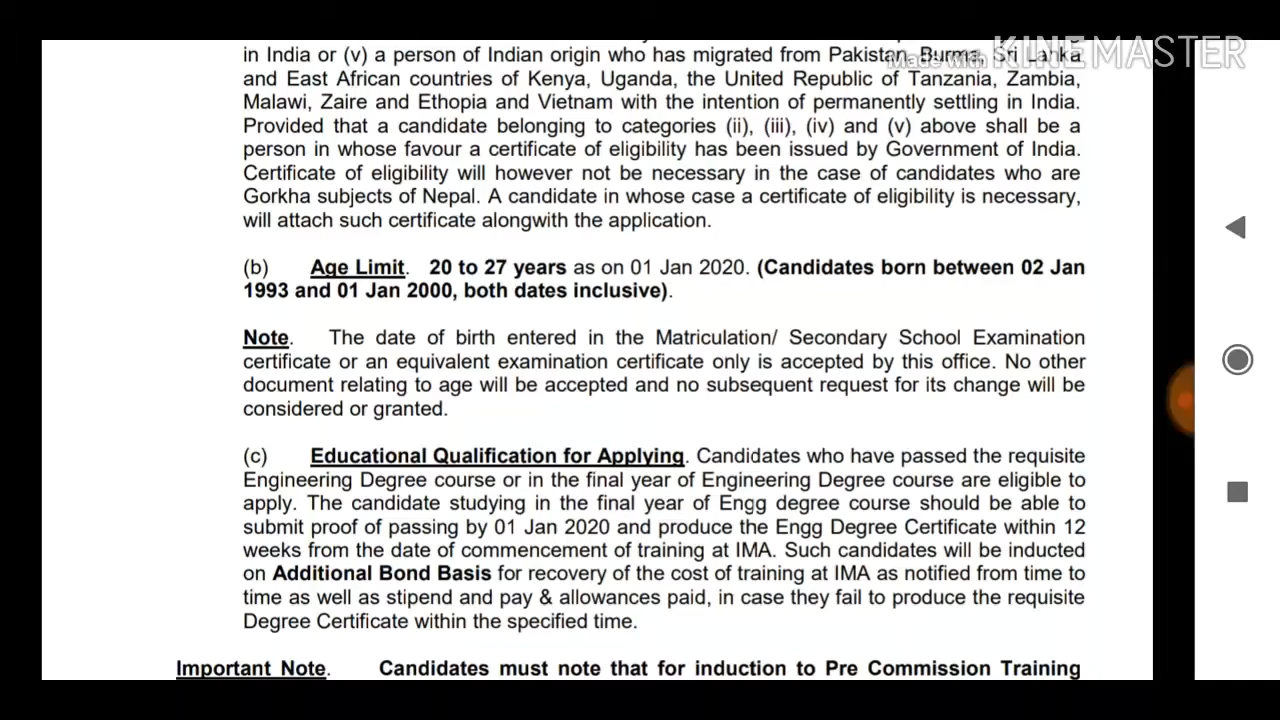 in India or (v) a person of Indian origin who has migrated from Pakistan, Burma, Sri Lanka
Made with KINEMASTER
and East African countries of Kenya, Uganda, the United Republic of Tanzania, Zambia,
Malawi, Zaire and Ethopia and Vietnam with the intention of permanently settling in India.
Provided that a candidate belonging to categories (ii), (iii), (iv) and (v) above shall be a
person in whose favour a certificate of eligibility has been issued by Government of India.
Certificate of eligibility will however not be necessary in the case of candidates who are
Gorkha subjects of Nepal. A candidate in whose case a certificate of eligibility is necessary,
will attach such certificate alongwith the application.
(b) Age Limit. 20 to 27 years as on 01 Jan 2020. (Candidates born between 02 Jan
1993 and 01 Jan 2000, both dates inclusive).
Note. The date of birth entered in the Matriculation/ Secondary School Examination
certificate or an equivalent examination certificate only is accepted by this office. No other
document relating to age will be accepted and no subsequent request for its change will be
considered or granted.
(c) Educational Qualification for Applying. Candidates who have passed the requisite
Engineering Degree course or in the final year of Engineering Degree course are eligible to
apply. The candidate studying in the final year of Engg degree course should be able to
submit proof of passing by 01 Jan 2020 and produce the Engg Degree Certificate within 12
weeks from the date of commencement of training at IMA. Such candidates will be inducted
on Additional Bond Basis for recovery of the cost of training at IMA as notified from time to
time as well as stipend and pay & allowances paid, in case they fail to produce the requisite
Degree Certificate within the specified time.
Important Note. Candidates must note that for induction to Pre Commission Training